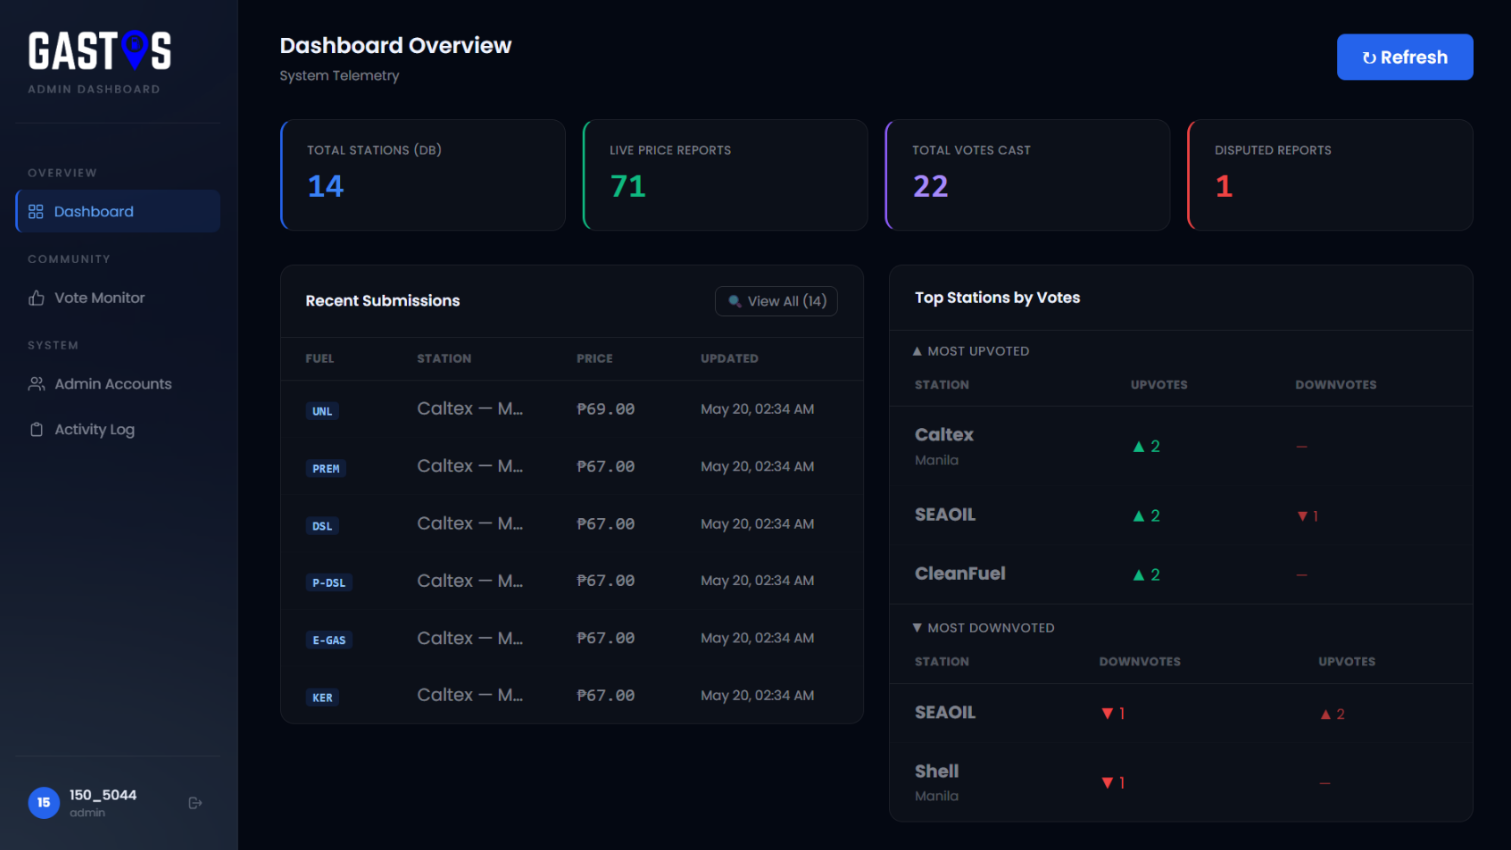 GASTOS
ADMIN DASHBOARD
OVERVIEW
Dashboard
COMMUNITY
Vote Monitor
SYSTEM
Admin Accounts
Activity Log
15
150_5044
admin
Dashboard Overview
System Telemetry
↻ Refresh
TOTAL STATIONS (DB)
14
LIVE PRICE REPORTS
71
TOTAL VOTES CAST
22
DISPUTED REPORTS
1
Recent Submissions
🔍 View All (14)
FUEL STATION PRICE UPDATED
UNL Caltex — M... ₱69.00 May 20, 02:34 AM
PREM Caltex — M... ₱67.00 May 20, 02:34 AM
DSL Caltex — M... ₱67.00 May 20, 02:34 AM
P-DSL Caltex — M... ₱67.00 May 20, 02:34 AM
E-GAS Caltex — M... ₱67.00 May 20, 02:34 AM
KER Caltex — M... ₱67.00 May 20, 02:34 AM
Top Stations by Votes
▲ MOST UPVOTED
STATION UPVOTES DOWNVOTES
Caltex ▲ 2 —
Manila
SEAOIL ▲ 2 ▼ 1
CleanFuel ▲ 2 —
▼ MOST DOWNVOTED
STATION DOWNVOTES UPVOTES
SEAOIL ▼ 1 ▲ 2
Shell ▼ 1 —
Manila